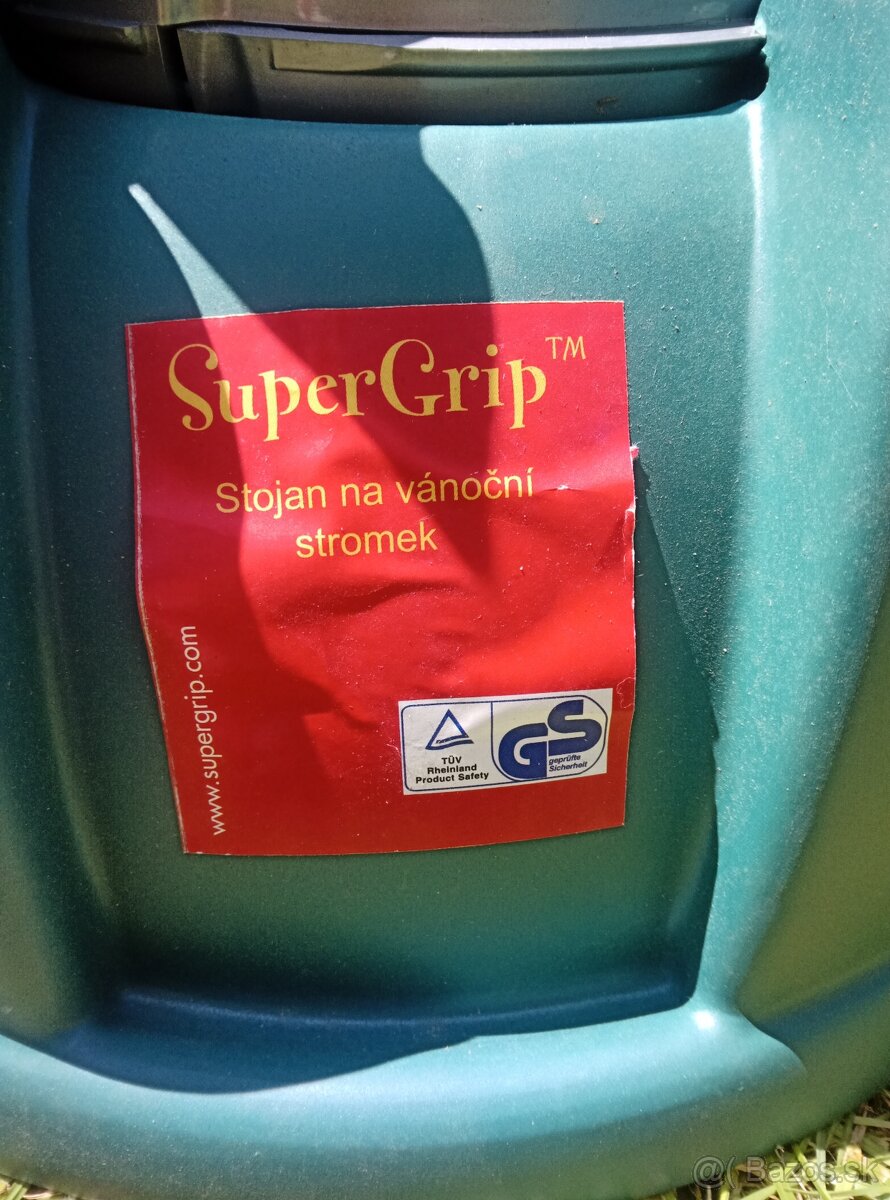 SuperGrip™
Stojan na vánoční
stromek
www.supergrip.com
TÜV
Rheinland
Product Safety
GS
geprüfte
Sicherheit
@( Bazos.sk